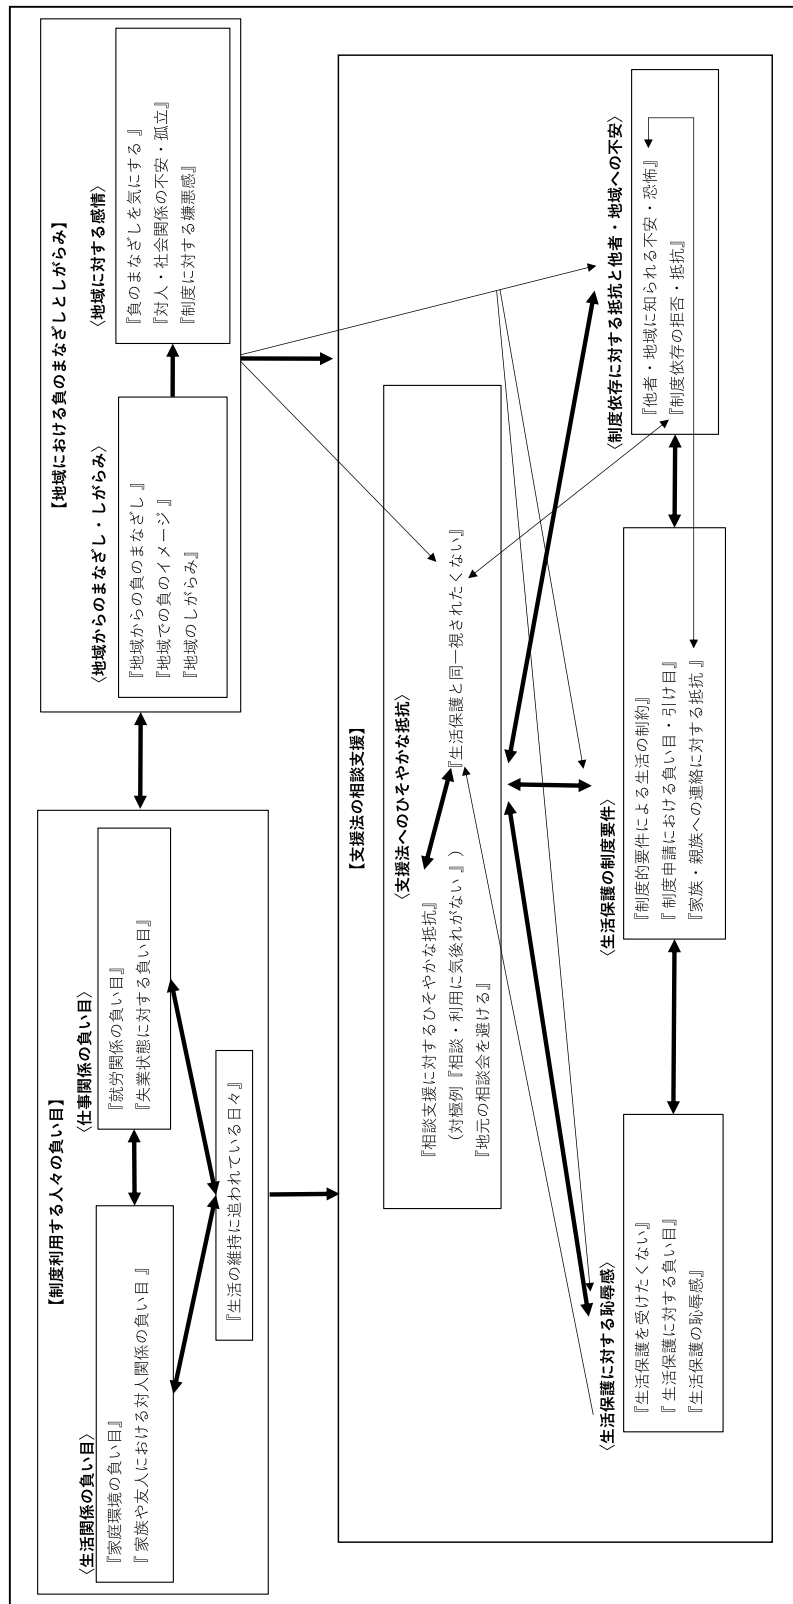 【制度利用する人々の負い目】
〈生活関係の負い目〉
『家庭環境の負い目』
『家族や友人における対人関係の負い目 』
〈仕事関係の負い目〉
『就労関係の負い目』
『失業状態に対する負い目』
『生活の維持に追われている日々』
【地域における負のまなざしとしがらみ】
〈地域からのまなざし・しがらみ〉
『地域からの負のまなざし 』
『地域での負のイメージ 』
『地域のしがらみ』
〈地域に対する感情〉
『負のまなざしを気にする 』
『対人・社会関係の不安・孤立』
『制度に対する嫌悪感』
【支援法の相談支援】
〈支援法へのひそやかな抵抗〉
『相談支援に対するひそやかな抵抗』
(対極例『相談・利用に気後れがない 』)
『地元の相談会を避ける』
『生活保護と同一視されたくない』
〈生活保護に対する恥辱感〉
『生活保護を受けたくない』
『 生活保護に対する負い目』
『生活保護の恥辱感』
〈生活保護の制度要件〉
『制度的要件による生活の制約』
『 制度申請における負い目・引け目』
『家族・親族への連絡に対する抵抗 』
〈制度依存に対する抵抗と他者・地域への不安〉
『他者・地域に知られる不安・恐怖』
『制度依存の拒否・抵抗』